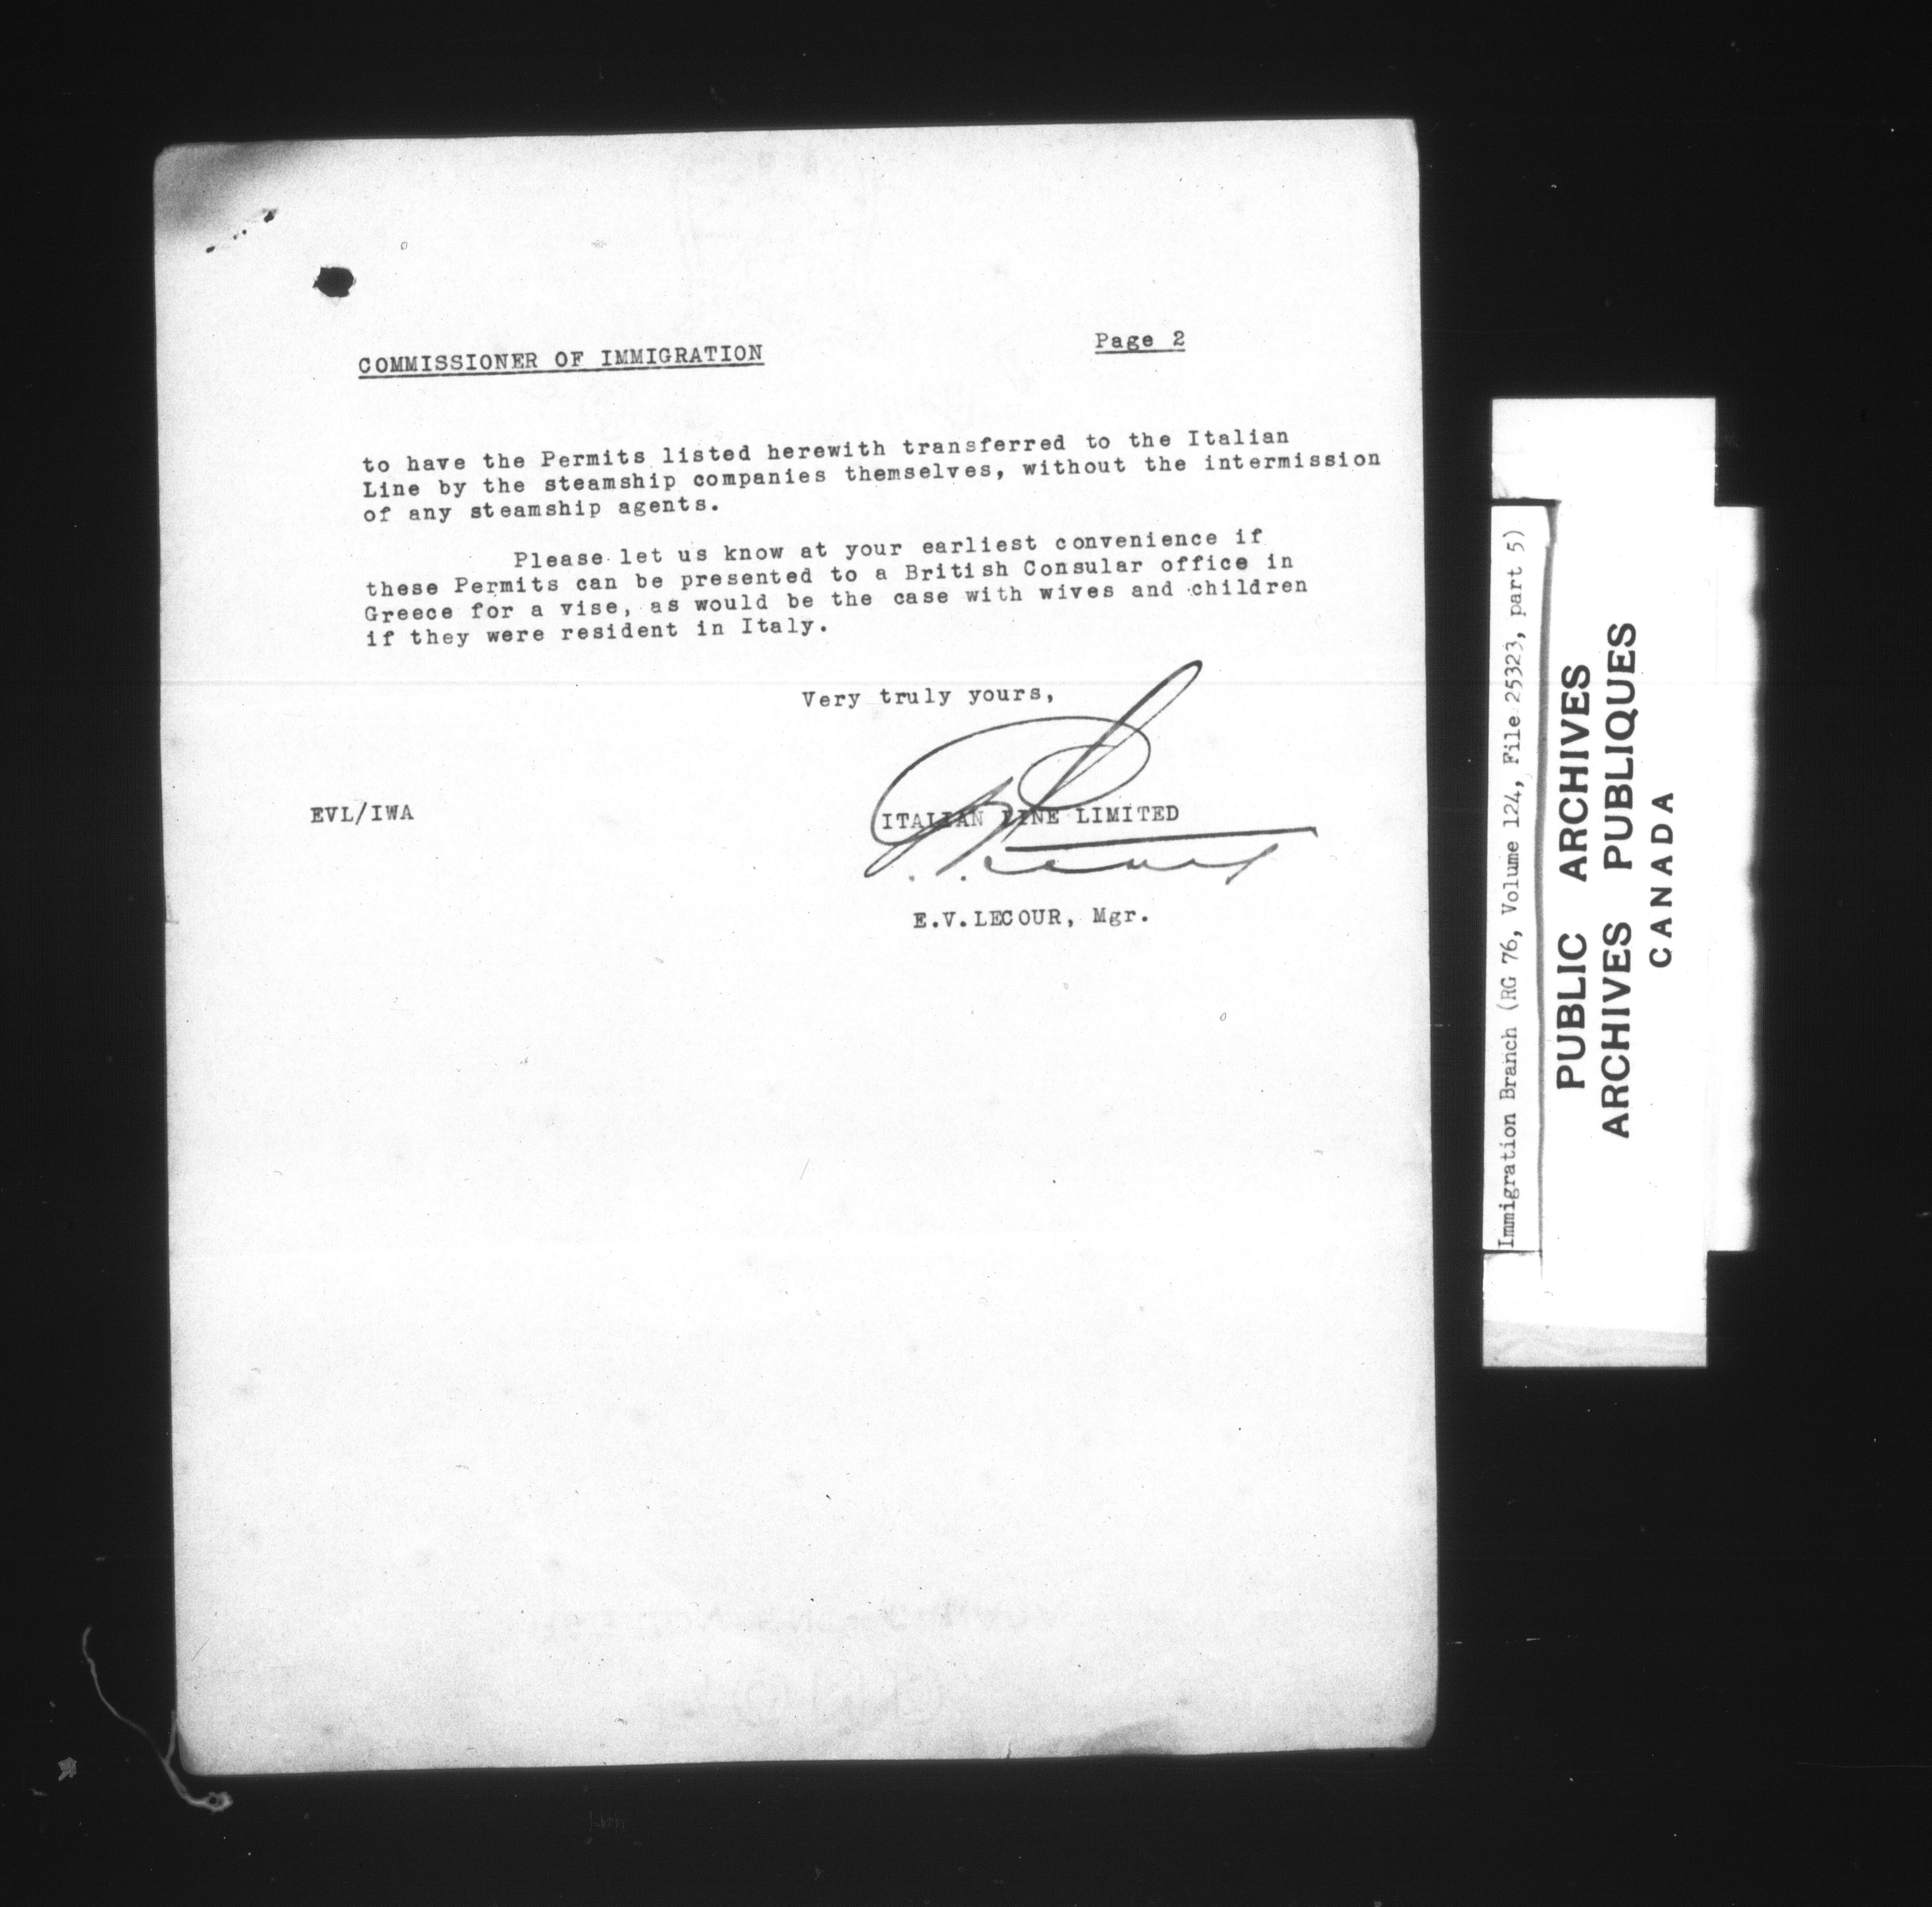 COMMISSIONER OF IMMIGRATION
Page 2
to have the Permits listed herewith transferred to the Italian
Line by the steamship companies themselves, without the intermission
of any steamship agents.
Please let us know at your earliest convenience if
these Permits can be presented to a British Consular office in
Greece for a vise, as would be the case with wives and children
if they were resident in Italy.
Very truly yours,
EVL/IWA
ITALIAN LINE LIMITED
E.V.LECOUR, Mgr.
Immigration Branch (RG 76, Volume 124, File 25323, part 5)
PUBLIC ARCHIVES
ARCHIVES PUBLIQUES
CANADA